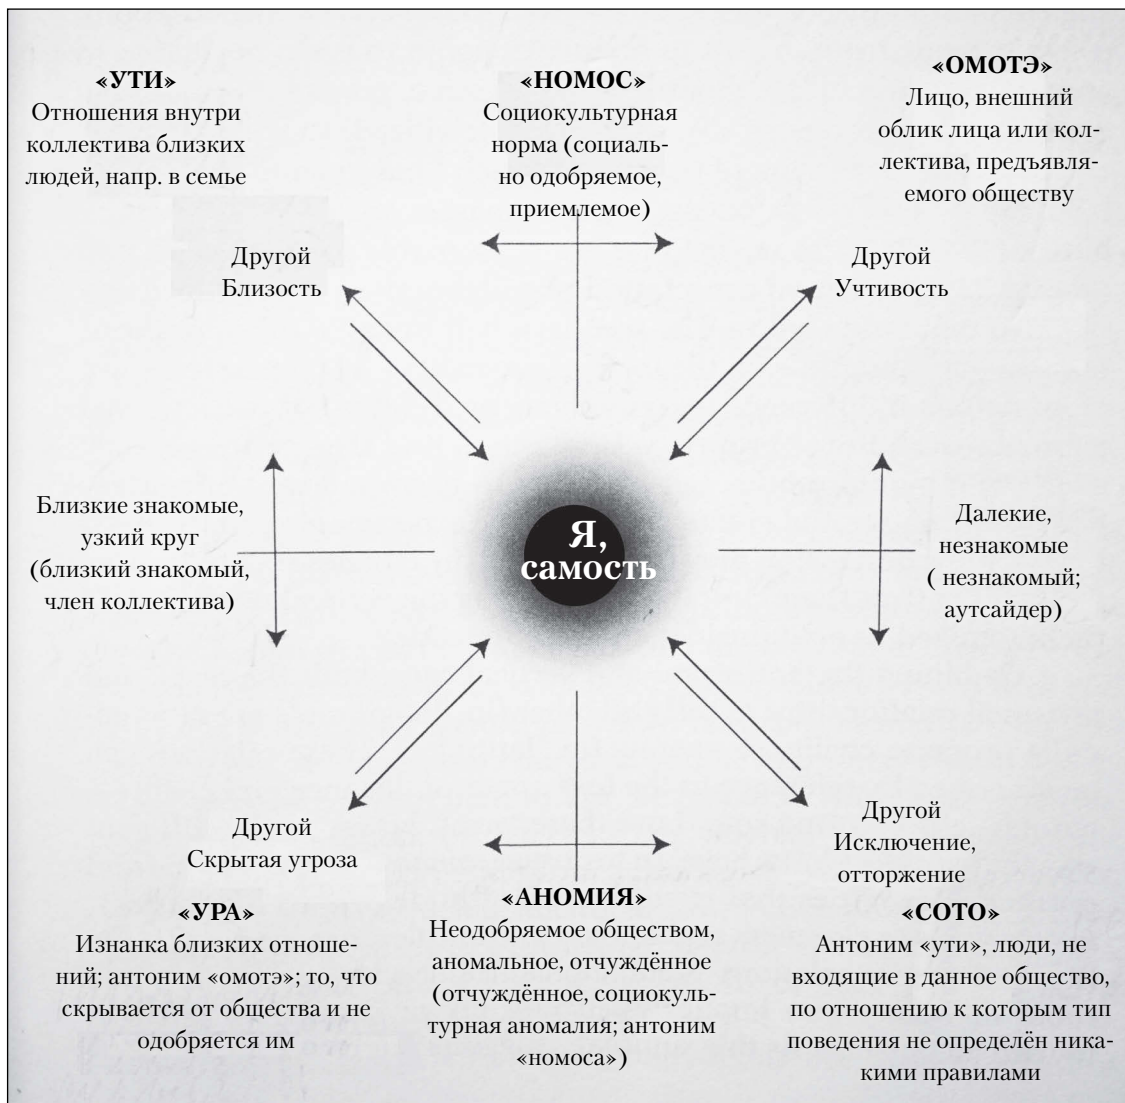 «УТИ»
Отношения внутри
коллектива близких
людей, напр. в семье
«НОМОС»
Социокультурная
норма (социаль-
но одобряемое,
приемлемое)
«ОМОТЭ»
Лицо, внешний
облик лица или кол-
лектива, предъявля-
емого обществу
Другой
Близость
Другой
Учтивость
Близкие знакомые,
узкий круг
(близкий знакомый,
член коллектива)
Я,
самость
Далекие,
незнакомые
( незнакомый;
аутсайдер)
Другой
Скрытая угроза
Другой
Исключение,
отторжение
«УРА»
Изнанка близких отноше-
ний; антоним «омотэ»; то, что
скрывается от общества и не
одобряется им
«АНОМИЯ»
Неодобряемое обществом,
аномальное, отчуждённое
(отчуждённое, социокуль-
турная аномалия; антоним
«номоса»)
«СОТО»
Антоним «ути», люди, не
входящие в данное общество,
по отношению к которым тип
поведения не определён ника-
кими правилами